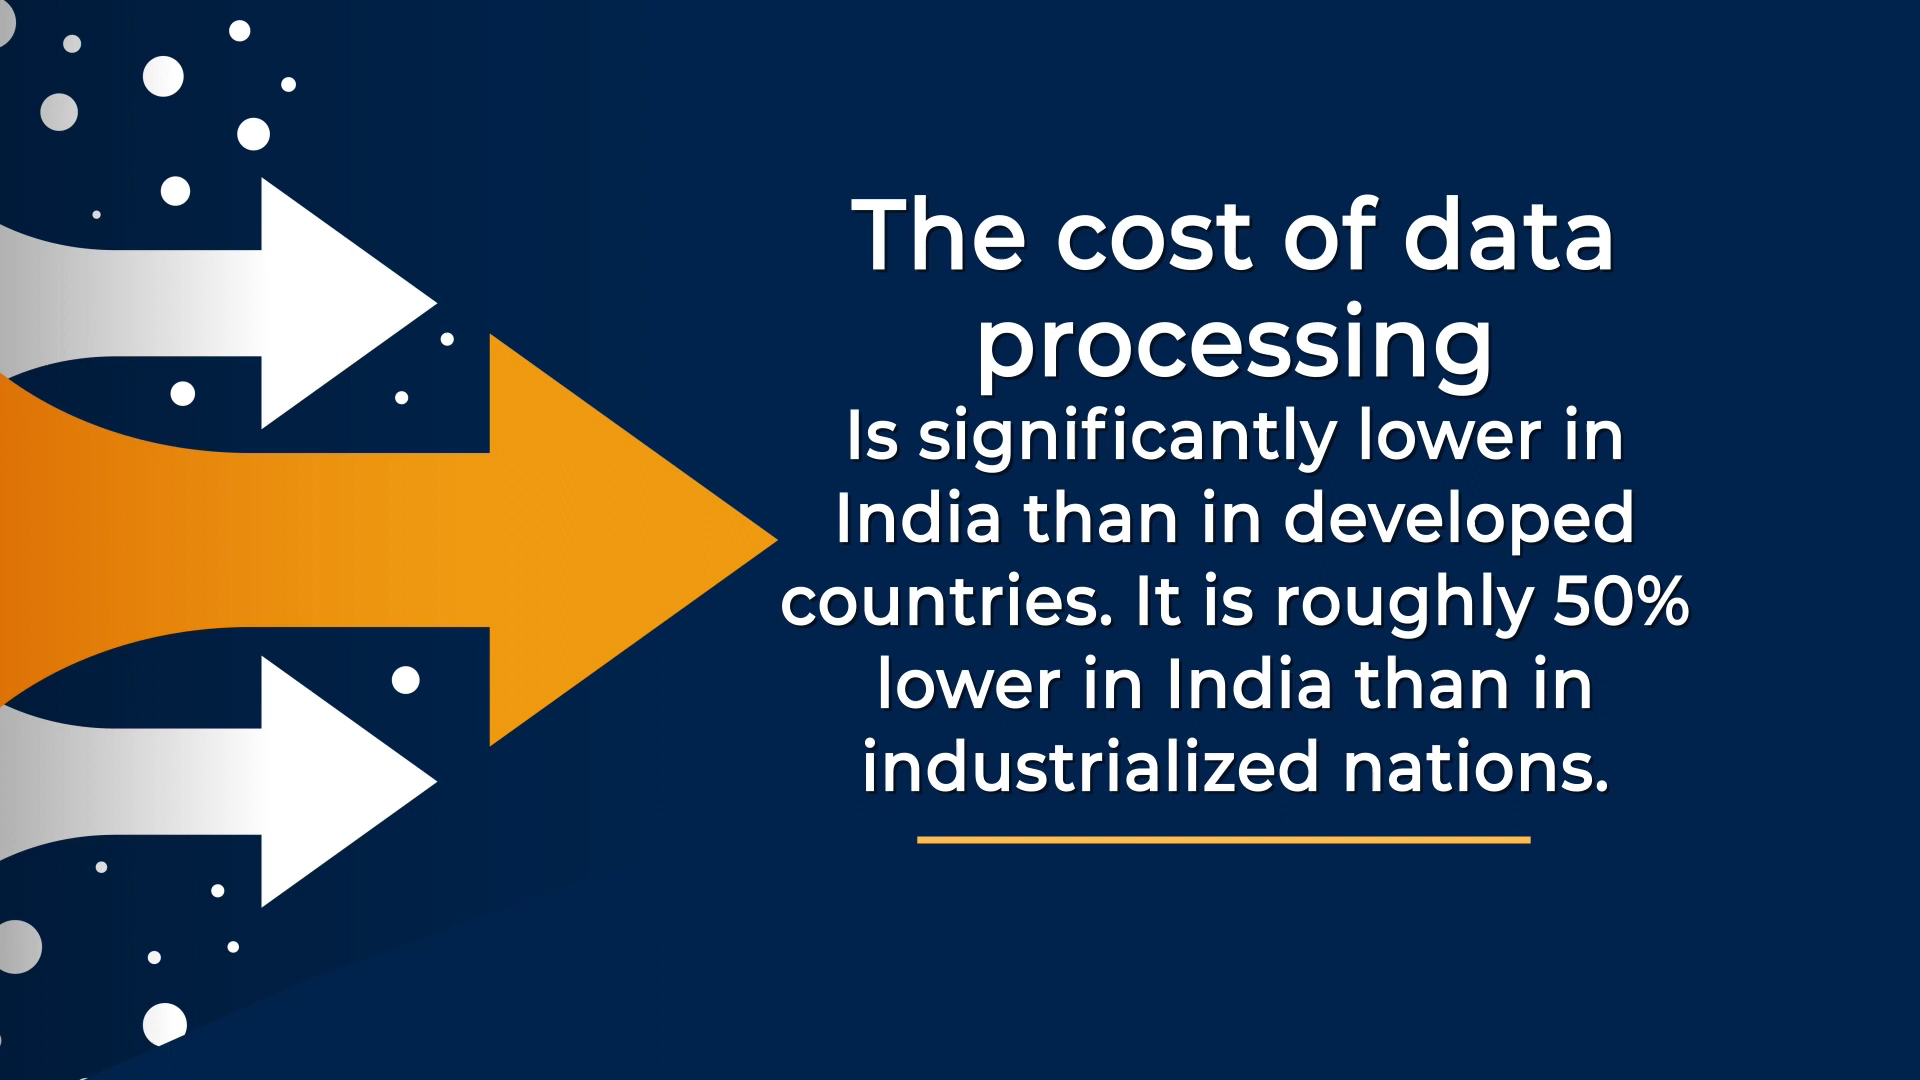 The cost of data
processing
Is significantly lower in
India than in developed
countries. It is roughly 50%
lower in India than in
industrialized nations.